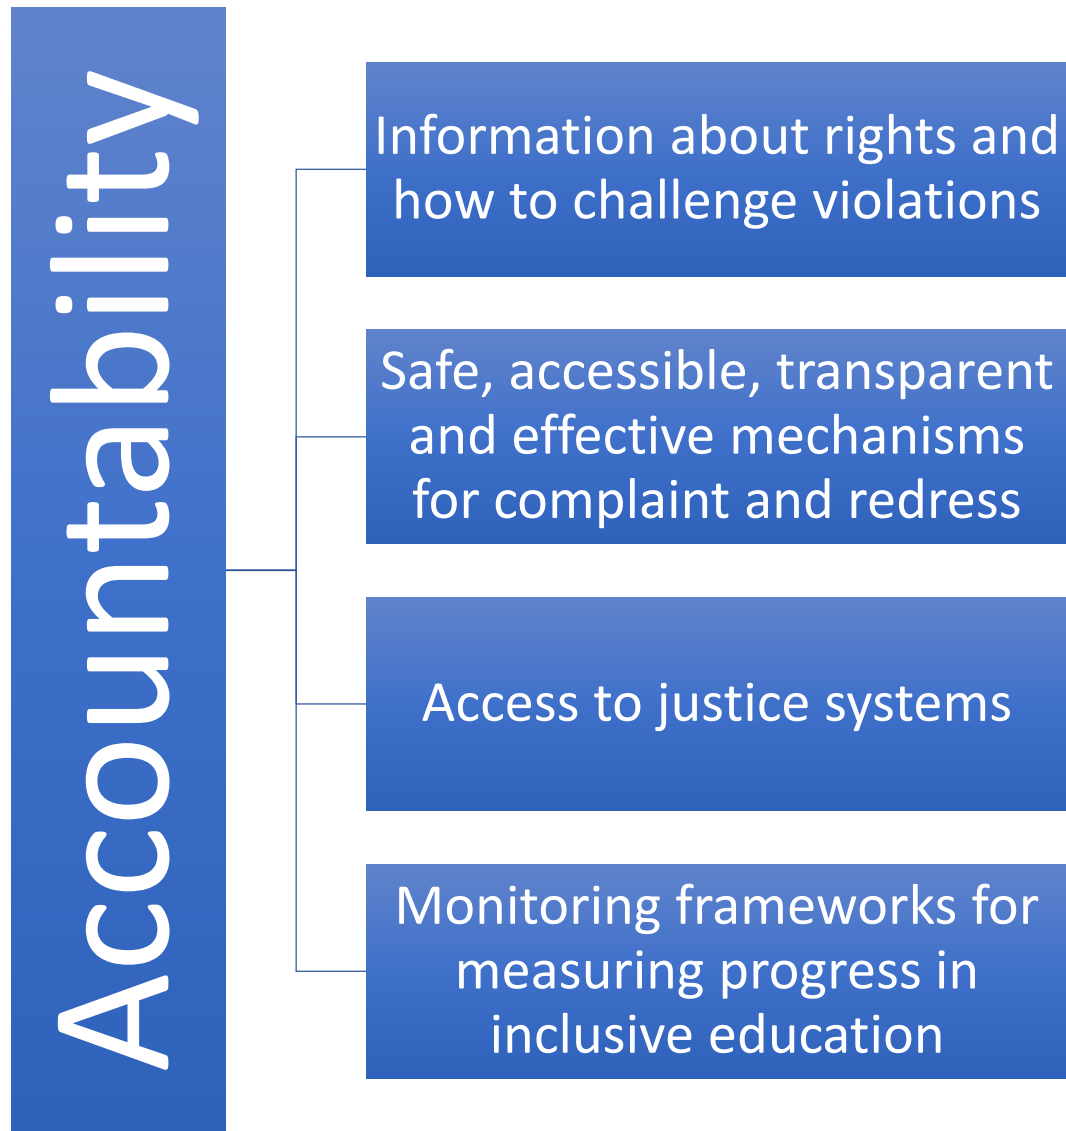 Accountability
Information about rights and
how to challenge violations
Safe, accessible, transparent
and effective mechanisms
for complaint and redress
Access to justice systems
Monitoring frameworks for
measuring progress in
inclusive education